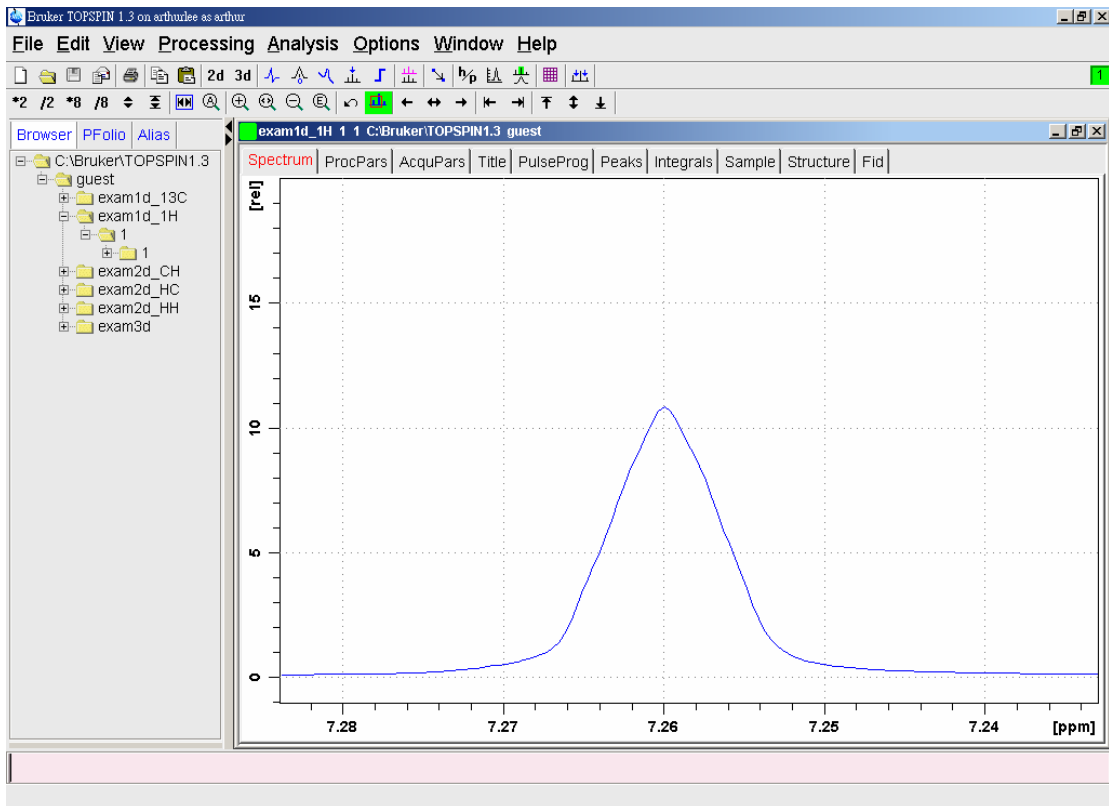 Bruker TOPSPIN 1.3 on arthurlee as arthur
File Edit View Processing Analysis Options Window Help
2d 3d h/p 1
*2 /2 *8 /8 A E
Browser PFolio Alias
C:\Bruker\TOPSPIN1.3
guest
exam1d_13C
exam1d_1H
1
1
exam2d_CH
exam2d_HC
exam2d_HH
exam3d
exam1d_1H 1 1 C:\Bruker\TOPSPIN1.3 guest
Spectrum ProcPars AcquPars Title PulseProg Peaks Integrals Sample Structure Fid
[rel]
15
10
5
0
7.28 7.27 7.26 7.25 7.24 [ppm]